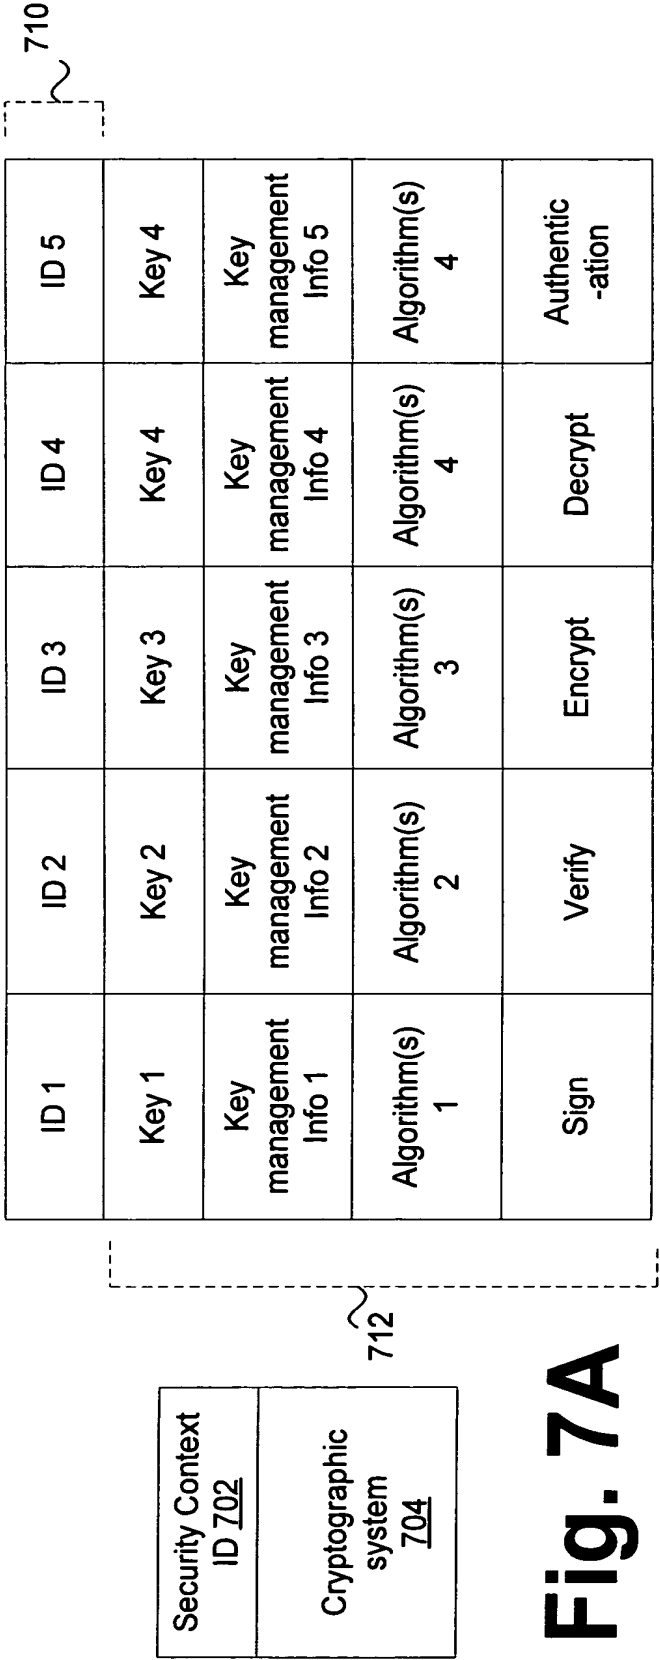 710
ID 1
ID 2
ID 3
ID 4
ID 5
Key 1
Key 2
Key 3
Key 4
Key 4
Key
management
Info 1
Key
management
Info 2
Key
management
Info 3
Key
management
Info 4
Key
management
Info 5
Algorithm(s)
1
Algorithm(s)
2
Algorithm(s)
3
Algorithm(s)
4
Algorithm(s)
4
Sign
Verify
Encrypt
Decrypt
Authentic
-ation
712
Security Context
ID 702
Cryptographic
system
704
Fig. 7A